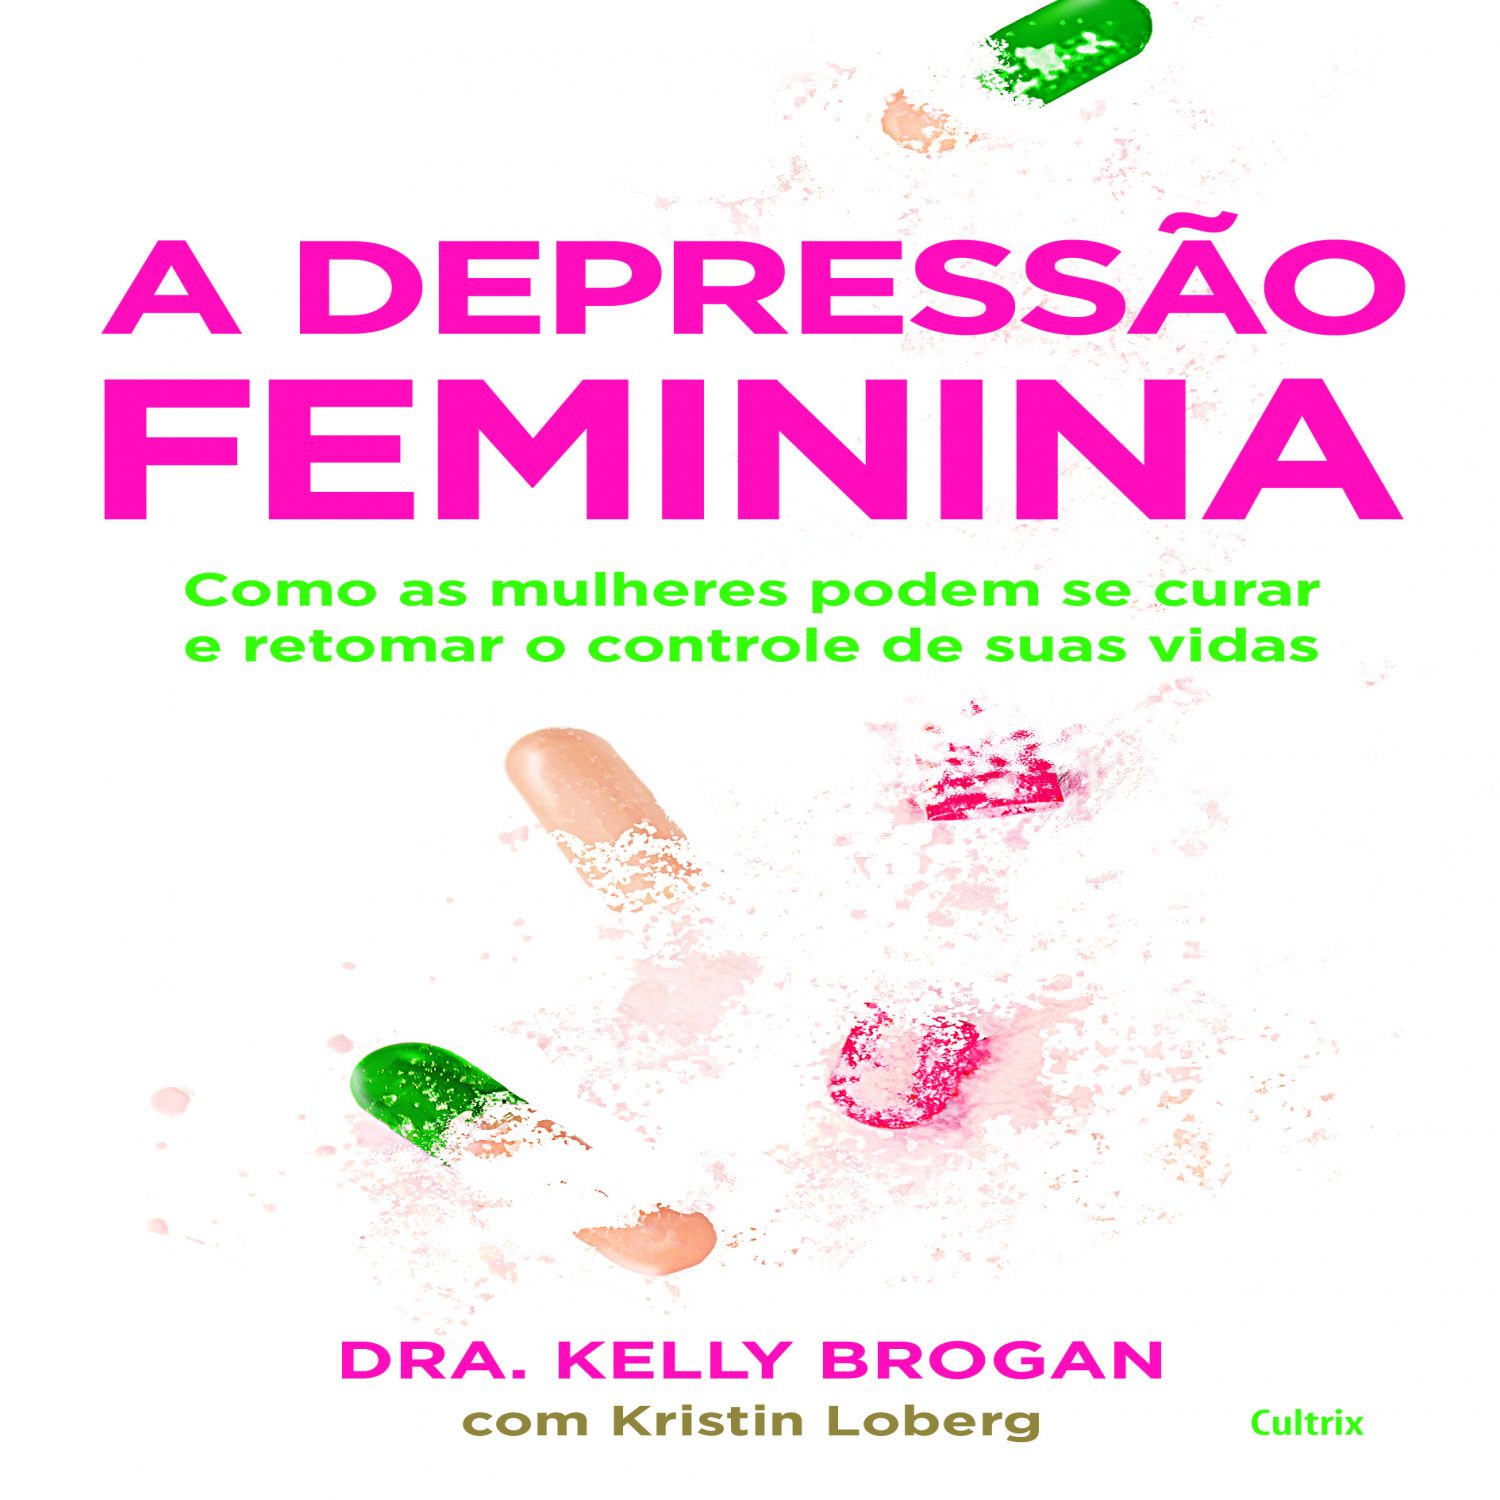 A DEPRESSÃO
FEMININA
Como as mulheres podem se curar
e retomar o controle de suas vidas
DRA. KELLY BROGAN
com Kristin Loberg
Cultrix